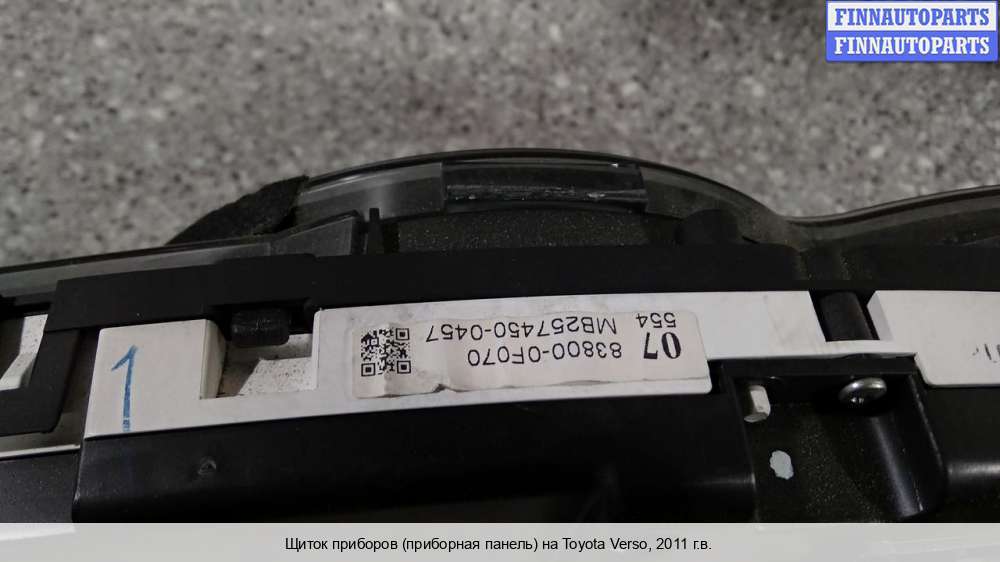 FINNAUTOPARTS
FINNAUTOPARTS
07
83800-0F070
554
MB257450-0457
1
Щиток приборов (приборная панель) на Toyota Verso, 2011 г.в.